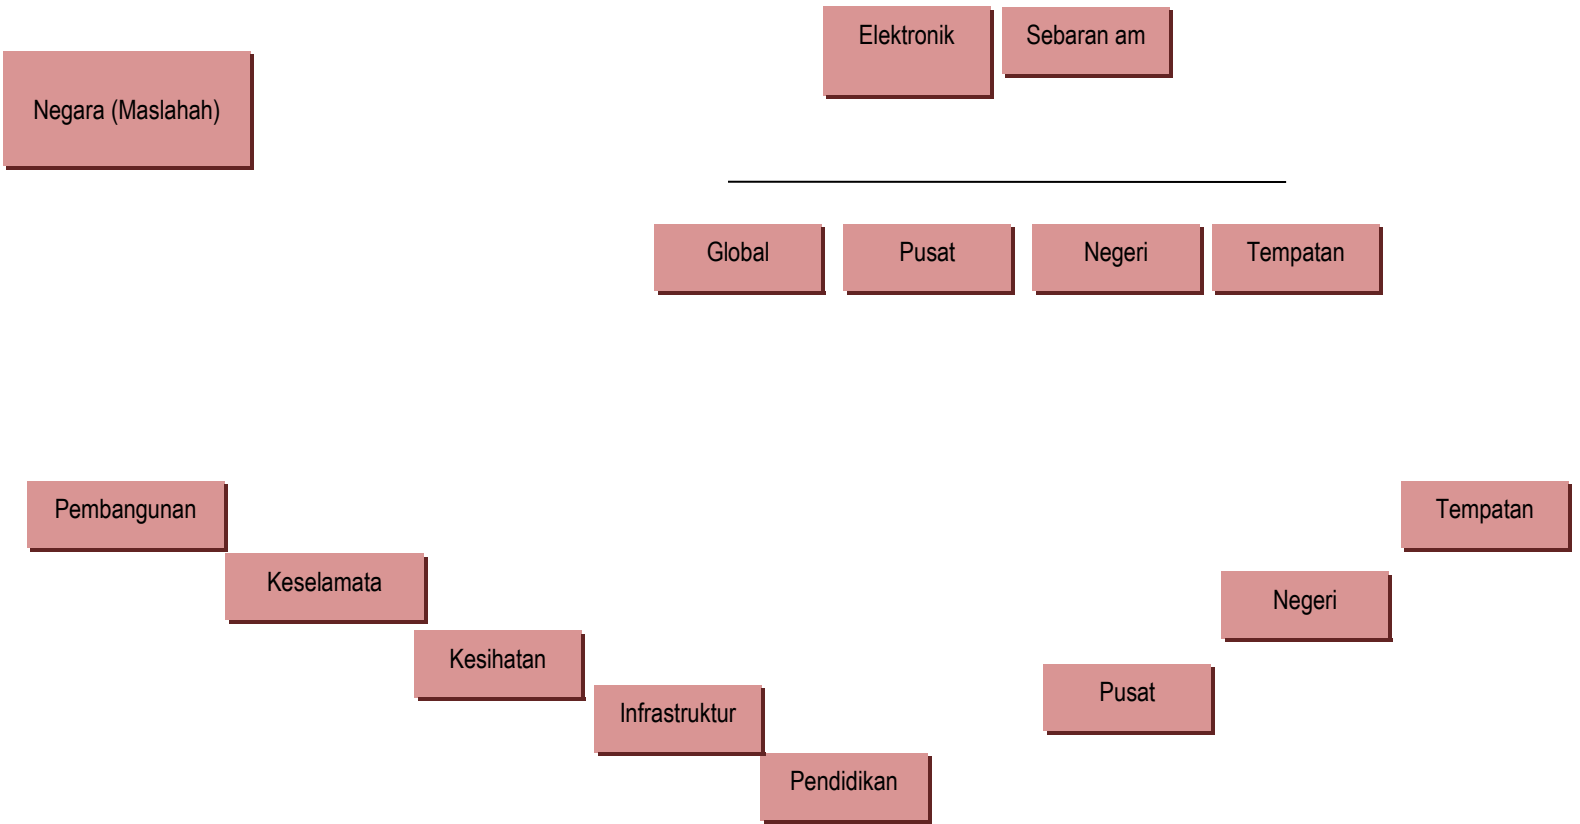 Elektronik
Sebaran am
Negara (Maslahah)
Global
Pusat
Negeri
Tempatan
Pembangunan
Tempatan
Keselamata
Negeri
Kesihatan
Pusat
Infrastruktur
Pendidikan